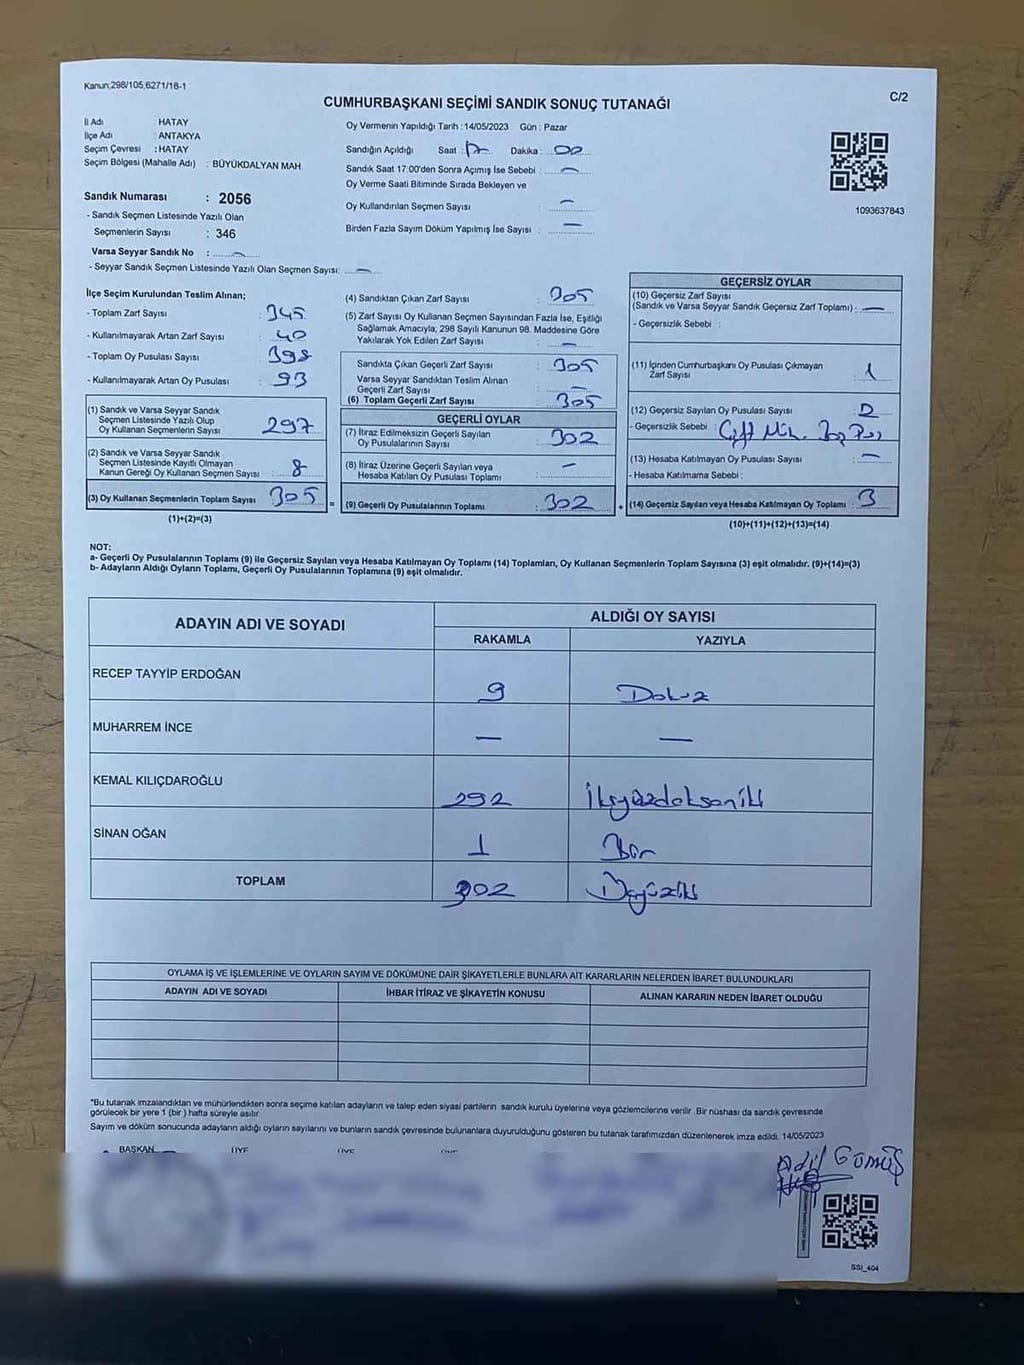 Kanun;298/105;6271/18-1
C/2
CUMHURBAŞKANI SEÇİMİ SANDIK SONUÇ TUTANAĞI
İl Adı : HATAY
İlçe Adı : ANTAKYA
Seçim Çevresi : HATAY
Seçim Bölgesi (Mahalle Adı) : BÜYÜKDALYAN MAH.
Sandık Numarası : 2056
- Sandık Seçmen Listesinde Yazılı Olan
Seçmenlerin Sayısı : 346
Varsa Seyyar Sandık No : —
- Seyyar Sandık Seçmen Listesinde Yazılı Olan Seçmen Sayısı: —
Oy Vermenin Yapıldığı Tarih :14/05/2023 Gün : Pazar
Sandığın Açıldığı Saat : 17 Dakika : 00
Sandık Saat 17:00'den Sonra Açımış İse Sebebi : —
Oy Verme Saati Bitiminde Sırada Bekleyen ve
Oy Kullandırılan Seçmen Sayısı : —
Birden Fazla Sayım Döküm Yapılmış İse Sayısı : —
1093637843
İlçe Seçim Kurulundan Teslim Alınan;
- Toplam Zarf Sayısı : 345
- Kullanılmayarak Artan Zarf Sayısı : 40
- Toplam Oy Pusulası Sayısı : 398
- Kullanılmayarak Artan Oy Pusulası : 93
(1) Sandık ve Varsa Seyyar Sandık
Seçmen Listesinde Yazılı Olup
Oy Kullanan Seçmenlerin Sayısı : 297
(2) Sandık ve Varsa Seyyar Sandık
Seçmen Listesinde Kayıtlı Olmayan
Kanun Gereği Oy Kullanan Seçmen Sayısı : 8
(3) Oy Kullanan Seçmenlerin Toplam Sayısı : 305
(1)+(2)=(3)
(4) Sandıktan Çıkan Zarf Sayısı : 305
(5) Zarf Sayısı Oy Kullanan Seçmen Sayısından Fazla İse, Eşitliği
Sağlamak Amacıyla, 298 Sayılı Kanunun 98. Maddesine Göre
Yakılarak Yok Edilen Zarf Sayısı : —
Sandıkta Çıkan Geçerli Zarf Sayısı : 305
Varsa Seyyar Sandıktan Teslim Alınan
Geçerli Zarf Sayısı : —
(6) Toplam Geçerli Zarf Sayısı : 305
GEÇERLİ OYLAR
(7) İtiraz Edilmeksizin Geçerli Sayılan
Oy Pusulalarının Sayısı : 302
(8) İtiraz Üzerine Geçerli Sayılan veya
Hesaba Katılan Oy Pusulası Toplamı : —
(9) Geçerli Oy Pusulalarının Toplamı : 302
GEÇERSİZ OYLAR
(10) Geçersiz Zarf Sayısı
(Sandık ve Varsa Seyyar Sandık Geçersiz Zarf Toplamı) : —
- Geçersizlik Sebebi :
(11) İçinden Cumhurbaşkanı Oy Pusulası Çıkmayan
Zarf Sayısı : 1
(12) Geçersiz Sayılan Oy Pusulası Sayısı : 2
- Geçersizlik Sebebi : Çift Müh.
(13) Hesaba Katılmayan Oy Pusulası Sayısı : —
- Hesaba Katılmama Sebebi :
(14) Geçersiz Sayılan veya Hesaba Katılmayan Oy Toplamı : 3
(10)+(11)+(12)+(13)=(14)
NOT:
a- Geçerli Oy Pusulalarının Toplamı (9) ile Geçersiz Sayılan veya Hesaba Katılmayan Oy Toplamı (14) Toplamları, Oy Kullanan Seçmenlerin Toplam Sayısına (3) eşit olmalıdır. (9)+(14)=(3)
b- Adayların Aldığı Oyların Toplamı, Geçerli Oy Pusulalarının Toplamına (9) eşit olmalıdır.
ADAYIN ADI VE SOYADI ALDIĞI OY SAYISI
RAKAMLA YAZIYLA
RECEP TAYYİP ERDOĞAN 9 Dokuz
MUHARREM İNCE — —
KEMAL KILIÇDAROĞLU 292 İkiyüzdoksaniki
SİNAN OĞAN 1 Bir
TOPLAM 302 Üçyüziki
OYLAMA İŞ VE İŞLEMLERİNE VE OYLARIN SAYIM VE DÖKÜMÜNE DAİR ŞİKAYETLERLE BUNLARA AİT KARARLARIN NELERDEN İBARET BULUNDUKLARI
ADAYIN ADI VE SOYADI İHBAR İTİRAZ VE ŞİKAYETİN KONUSU ALINAN KARARIN NEDEN İBARET OLDUĞU
*Bu tutanak imzalandıktan ve mühürlendikten sonra seçime katılan adayların ve talep eden siyasi partilerin sandık kurulu üyelerine veya gözlemcilerine verilir. Bir nüshası da sandık çevresinde
görülecek bir yere 1 (bir) hafta süreyle asılır
Sayım ve döküm sonucunda adayların aldığı oyların sayılarını ve bunların sandık çevresinde bulunanlara duyurulduğunu gösteren bu tutanak tarafımızdan düzenlenerek imza edildi. 14/05/2023
BAŞKAN ÜYE ÜYE ÜYE
Adil Gümüş
SSI_404